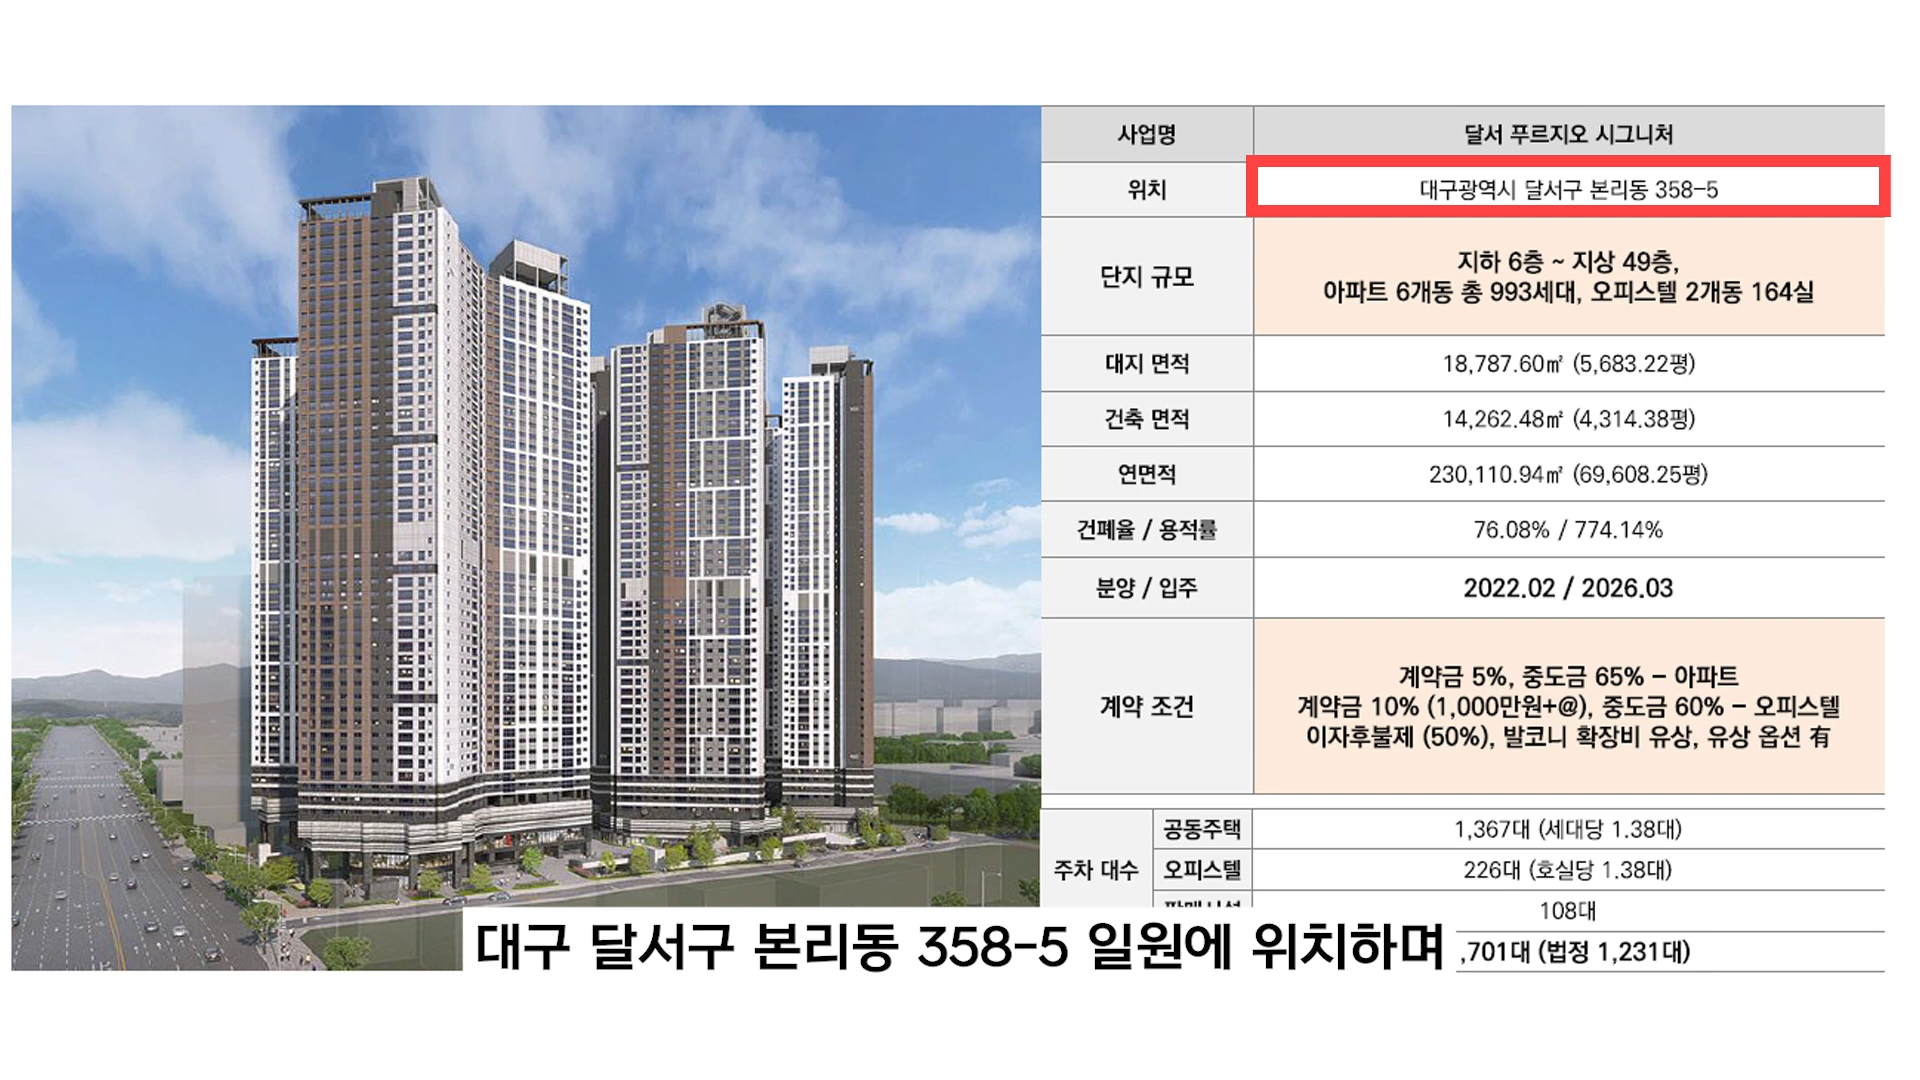 사업명 달서 푸르지오 시그니처
위치 대구광역시 달서구 본리동 358-5
단지 규모 지하 6층 ~ 지상 49층,
아파트 6개동 총 993세대, 오피스텔 2개동 164실
대지 면적 18,787.60㎡ (5,683.22평)
건축 면적 14,262.48㎡ (4,314.38평)
연면적 230,110.94㎡ (69,608.25평)
건폐율 / 용적률 76.08% / 774.14%
분양 / 입주 2022.02 / 2026.03
계약 조건 계약금 5%, 중도금 65% - 아파트
계약금 10% (1,000만원+@), 중도금 60% - 오피스텔
이자후불제 (50%), 발코니 확장비 유상, 유상 옵션 有
주차 대수 공동주택 1,367대 (세대당 1.38대)
오피스텔 226대 (호실당 1.38대)
108대
,701대 (법정 1,231대)
대구 달서구 본리동 358-5 일원에 위치하며